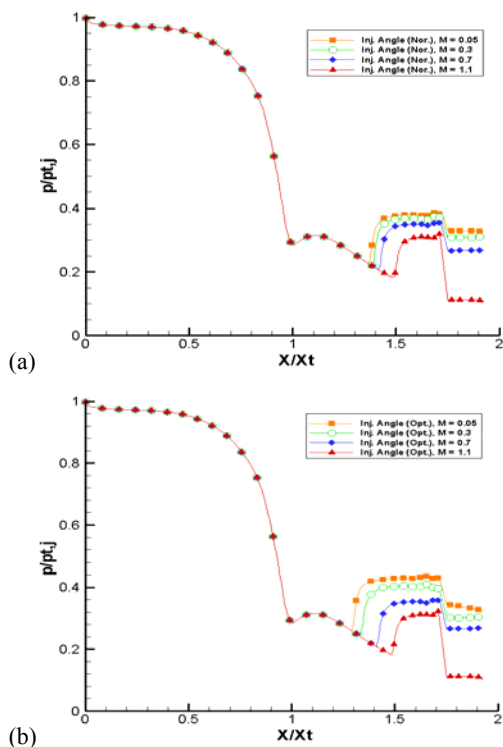 Inj. Angle (Nor.), M = 0.05
Inj. Angle (Nor.), M = 0.3
Inj. Angle (Nor.), M = 0.7
Inj. Angle (Nor.), M = 1.1
1
0.8
0.6
0.4
0.2
0
p/pt,j
0
0.5
1
1.5
2
X/Xt
(a)
Inj. Angle (Opt.), M = 0.05
Inj. Angle (Opt.), M = 0.3
Inj. Angle (Opt.), M = 0.7
Inj. Angle (Opt.), M = 1.1
1
0.8
0.6
0.4
0.2
0
p/pt,j
0
0.5
1
1.5
2
X/Xt
(b)